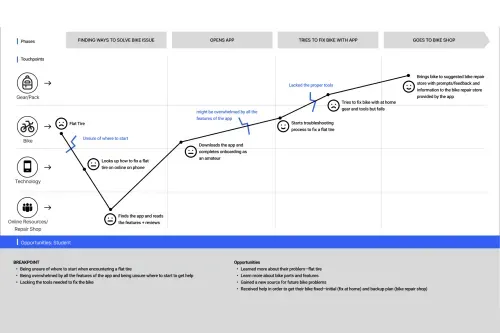 Phases
FINDING WAYS TO SOLVE BIKE ISSUE
OPENS APP
TRIES TO FIX BIKE WITH APP
GOES TO BIKE SHOP
Touchpoints
Gear/Pack
Bike
Technology
Online Resources/
Repair Shop
Flat Tire
Unsure of where to start
Looks up how to fix a flat
tire on online on phone
Finds the app and reads
the features + reviews
might be overwhelmed by all the
features of the app
Downloads the app and
completes onboarding as
an amatour
Lacked the proper tools
Starts troubleshooting
process to fix a flat tire
Tries to fix bike with at home
gear and tools but fails
Brings bike to suggested bike repair
store with prompts/feedback and
information to the bike repair store
provided by the app
Opportunities: Student
BREAKPOINT
• Being unsure of where to start when encountering a flat tire
• Being overwhelmed by all the features of the app and being unsure where to start to get help
• Lacking the tools needed to fix the bike
Opportunities
• Learned more about their problem—flat tire
• Learn more about bike parts and features
• Gained a new source for future bike problems
• Received help in order to get their bike fixed—initial (fix at home) and backup plan (bike repair shop)